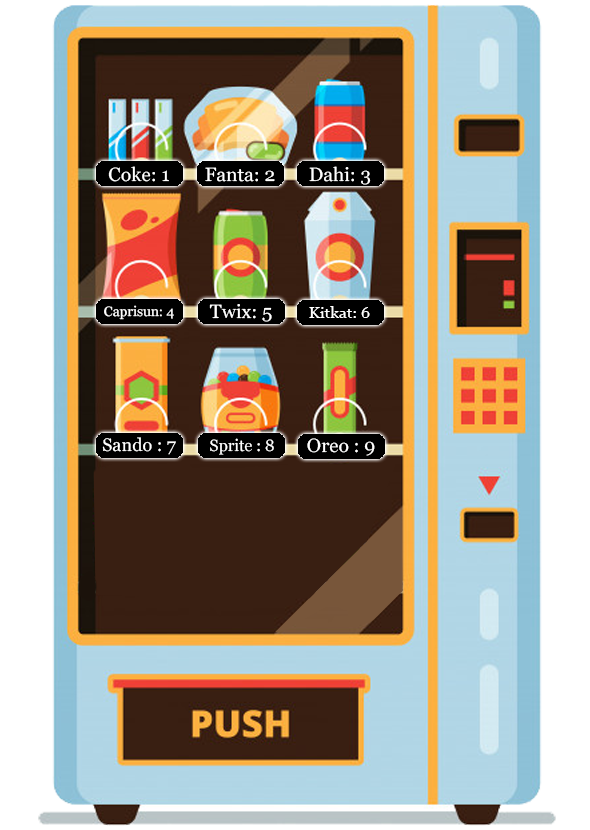 Coke: 1
Fanta: 2
Dahi: 3
Caprisun: 4
Twix: 5
Kitkat: 6
Sando : 7
Sprite : 8
Oreo : 9
PUSH